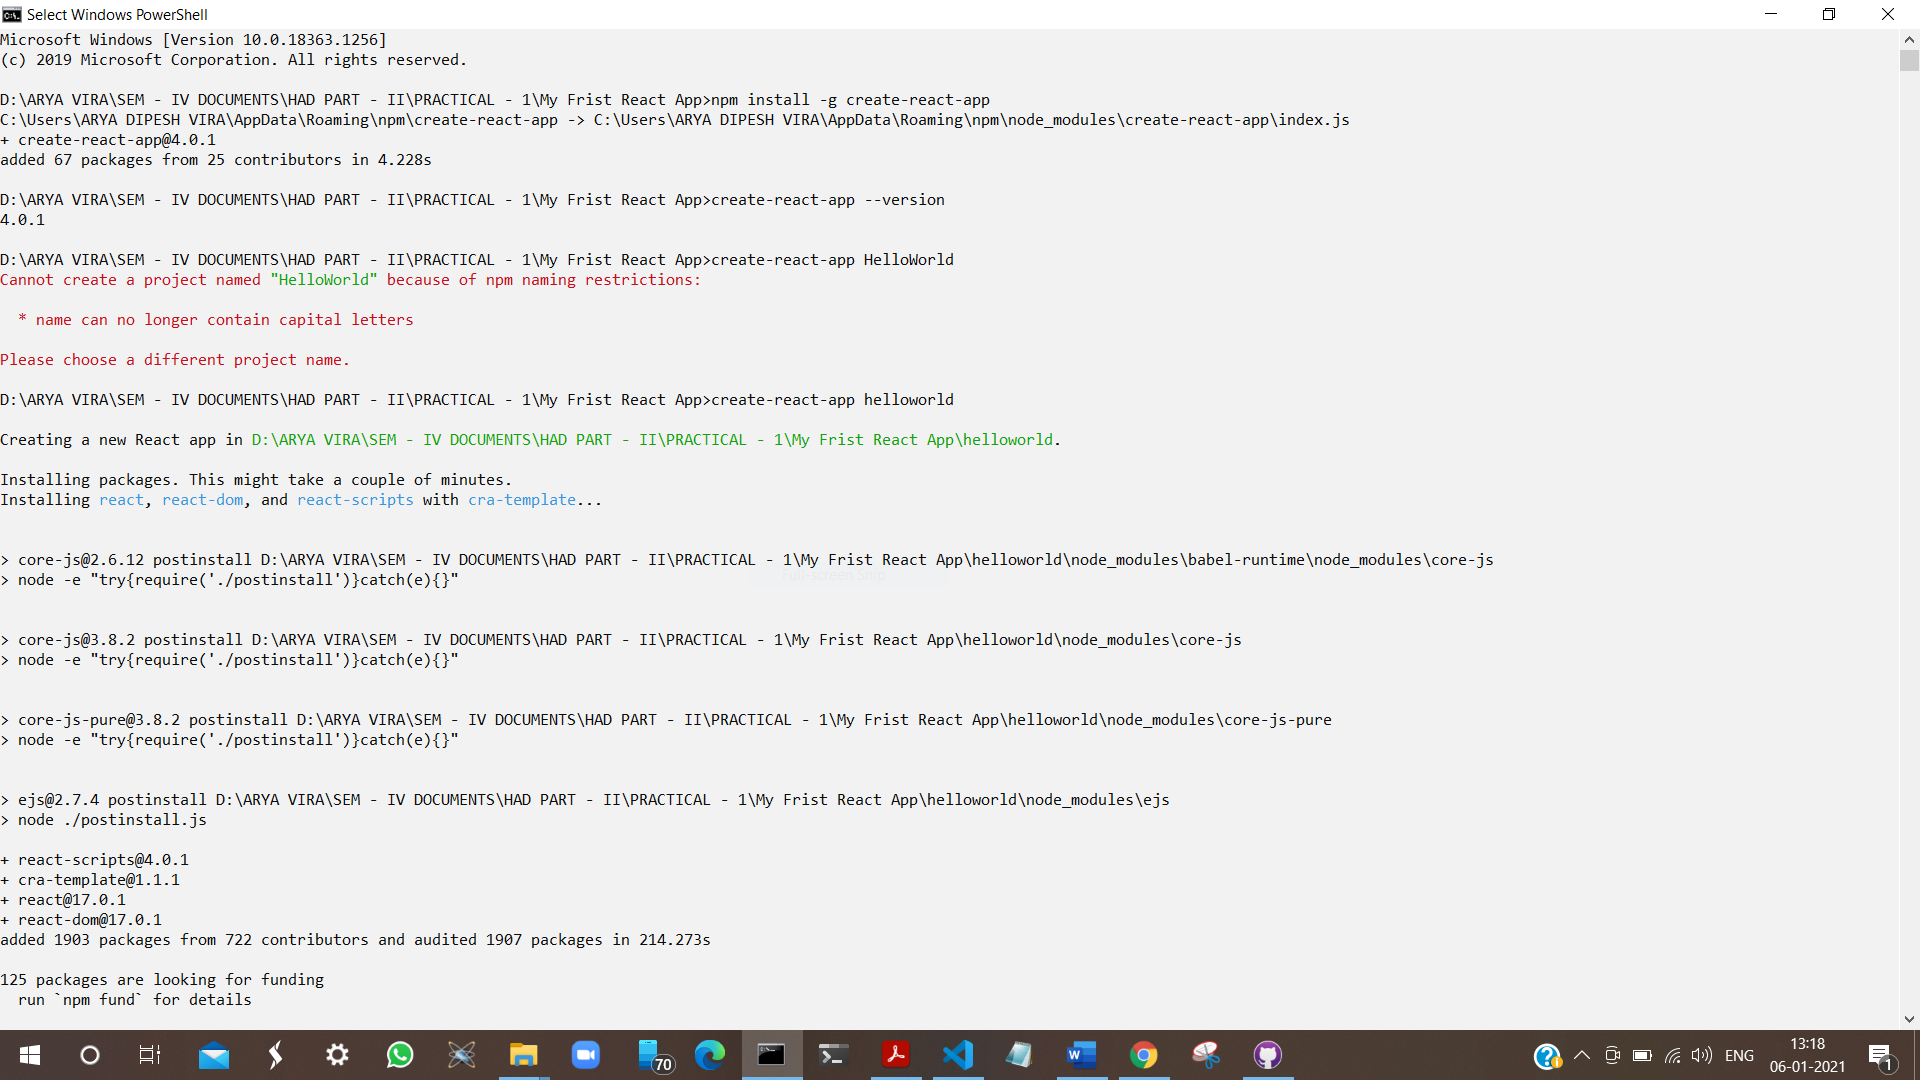 Select Windows PowerShell
Microsoft Windows [Version 10.0.18363.1256]
(c) 2019 Microsoft Corporation. All rights reserved.
D:\ARYA VIRA\SEM - IV DOCUMENTS\HAD PART - II\PRACTICAL - 1\My Frist React App>npm install -g create-react-app
C:\Users\ARYA DIPESH VIRA\AppData\Roaming\npm\create-react-app -> C:\Users\ARYA DIPESH VIRA\AppData\Roaming\npm\node_modules\create-react-app\index.js
+ create-react-app@4.0.1
added 67 packages from 25 contributors in 4.228s
D:\ARYA VIRA\SEM - IV DOCUMENTS\HAD PART - II\PRACTICAL - 1\My Frist React App>create-react-app --version
4.0.1
D:\ARYA VIRA\SEM - IV DOCUMENTS\HAD PART - II\PRACTICAL - 1\My Frist React App>create-react-app HelloWorld
Cannot create a project named "HelloWorld" because of npm naming restrictions:
* name can no longer contain capital letters
Please choose a different project name.
D:\ARYA VIRA\SEM - IV DOCUMENTS\HAD PART - II\PRACTICAL - 1\My Frist React App>create-react-app helloworld
Creating a new React app in D:\ARYA VIRA\SEM - IV DOCUMENTS\HAD PART - II\PRACTICAL - 1\My Frist React App\helloworld.
Installing packages. This might take a couple of minutes.
Installing react, react-dom, and react-scripts with cra-template...
> core-js@2.6.12 postinstall D:\ARYA VIRA\SEM - IV DOCUMENTS\HAD PART - II\PRACTICAL - 1\My Frist React App\helloworld\node_modules\babel-runtime\node_modules\core-js
> node -e "try{require('./postinstall')}catch(e){}"
Full-screen Snip
> core-js@3.8.2 postinstall D:\ARYA VIRA\SEM - IV DOCUMENTS\HAD PART - II\PRACTICAL - 1\My Frist React App\helloworld\node_modules\core-js
> node -e "try{require('./postinstall')}catch(e){}"
> core-js-pure@3.8.2 postinstall D:\ARYA VIRA\SEM - IV DOCUMENTS\HAD PART - II\PRACTICAL - 1\My Frist React App\helloworld\node_modules\core-js-pure
> node -e "try{require('./postinstall')}catch(e){}"
> ejs@2.7.4 postinstall D:\ARYA VIRA\SEM - IV DOCUMENTS\HAD PART - II\PRACTICAL - 1\My Frist React App\helloworld\node_modules\ejs
> node ./postinstall.js
+ react-scripts@4.0.1
+ cra-template@1.1.1
+ react@17.0.1
+ react-dom@17.0.1
added 1903 packages from 722 contributors and audited 1907 packages in 214.273s
125 packages are looking for funding
run `npm fund` for details
70
ENG
13:18
06-01-2021
1